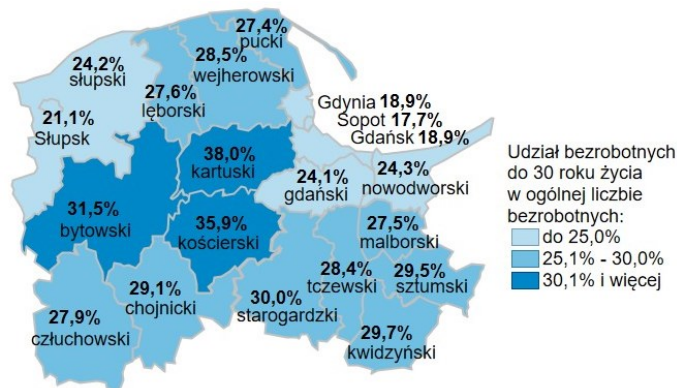 27,4%
pucki
28,5%
wejherowski
24,2%
słupski
27,6%
lęborski
21,1%
Słupsk
Gdynia 18,9%
Sopot 17,7%
Gdańsk 18,9%
38,0%
kartuski
24,1%
gdański
24,3%
nowodworski
31,5%
bytowski
35,9%
kościerski
27,5%
malborski
28,4%
tczewski
29,5%
sztumski
29,1%
chojnicki
30,0%
starogardzki
27,9%
człuchowski
29,7%
kwidzyński
Udział bezrobotnych
do 30 roku życia
w ogólnej liczbie
bezrobotnych:
do 25,0%
25,1% - 30,0%
30,1% i więcej